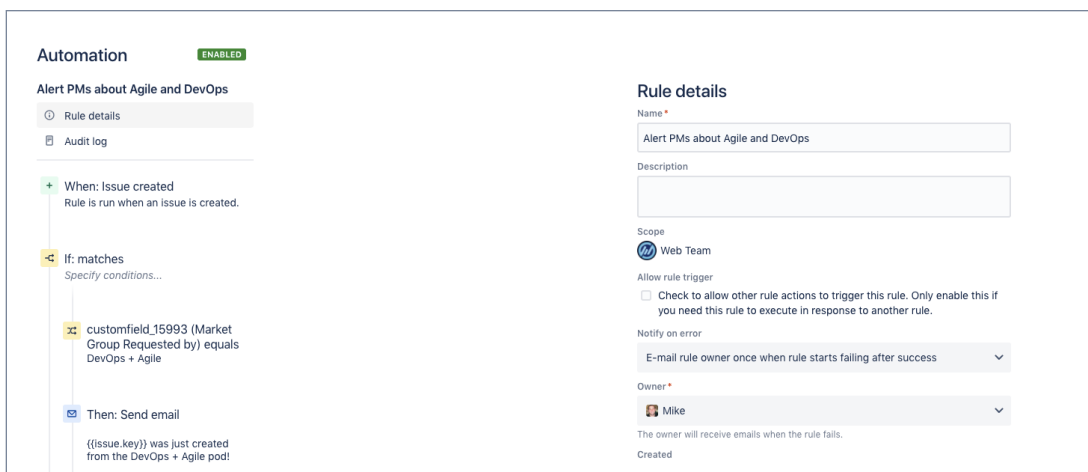 Automation
ENABLED
Alert PMs about Agile and DevOps
Rule details
Audit log
When: Issue created
Rule is run when an issue is created.
If: matches
Specify conditions...
customfield_15993 (Market
Group Requested by) equals
DevOps + Agile
Then: Send email
{{issue.key}} was just created
from the DevOps + Agile pod!
Rule details
Name*
Alert PMs about Agile and DevOps
Description
Scope
Web Team
Allow rule trigger
Check to allow other rule actions to trigger this rule. Only enable this if
you need this rule to execute in response to another rule.
Notify on error
E-mail rule owner once when rule starts failing after success
Owner*
Mike
The owner will receive emails when the rule fails.
Created